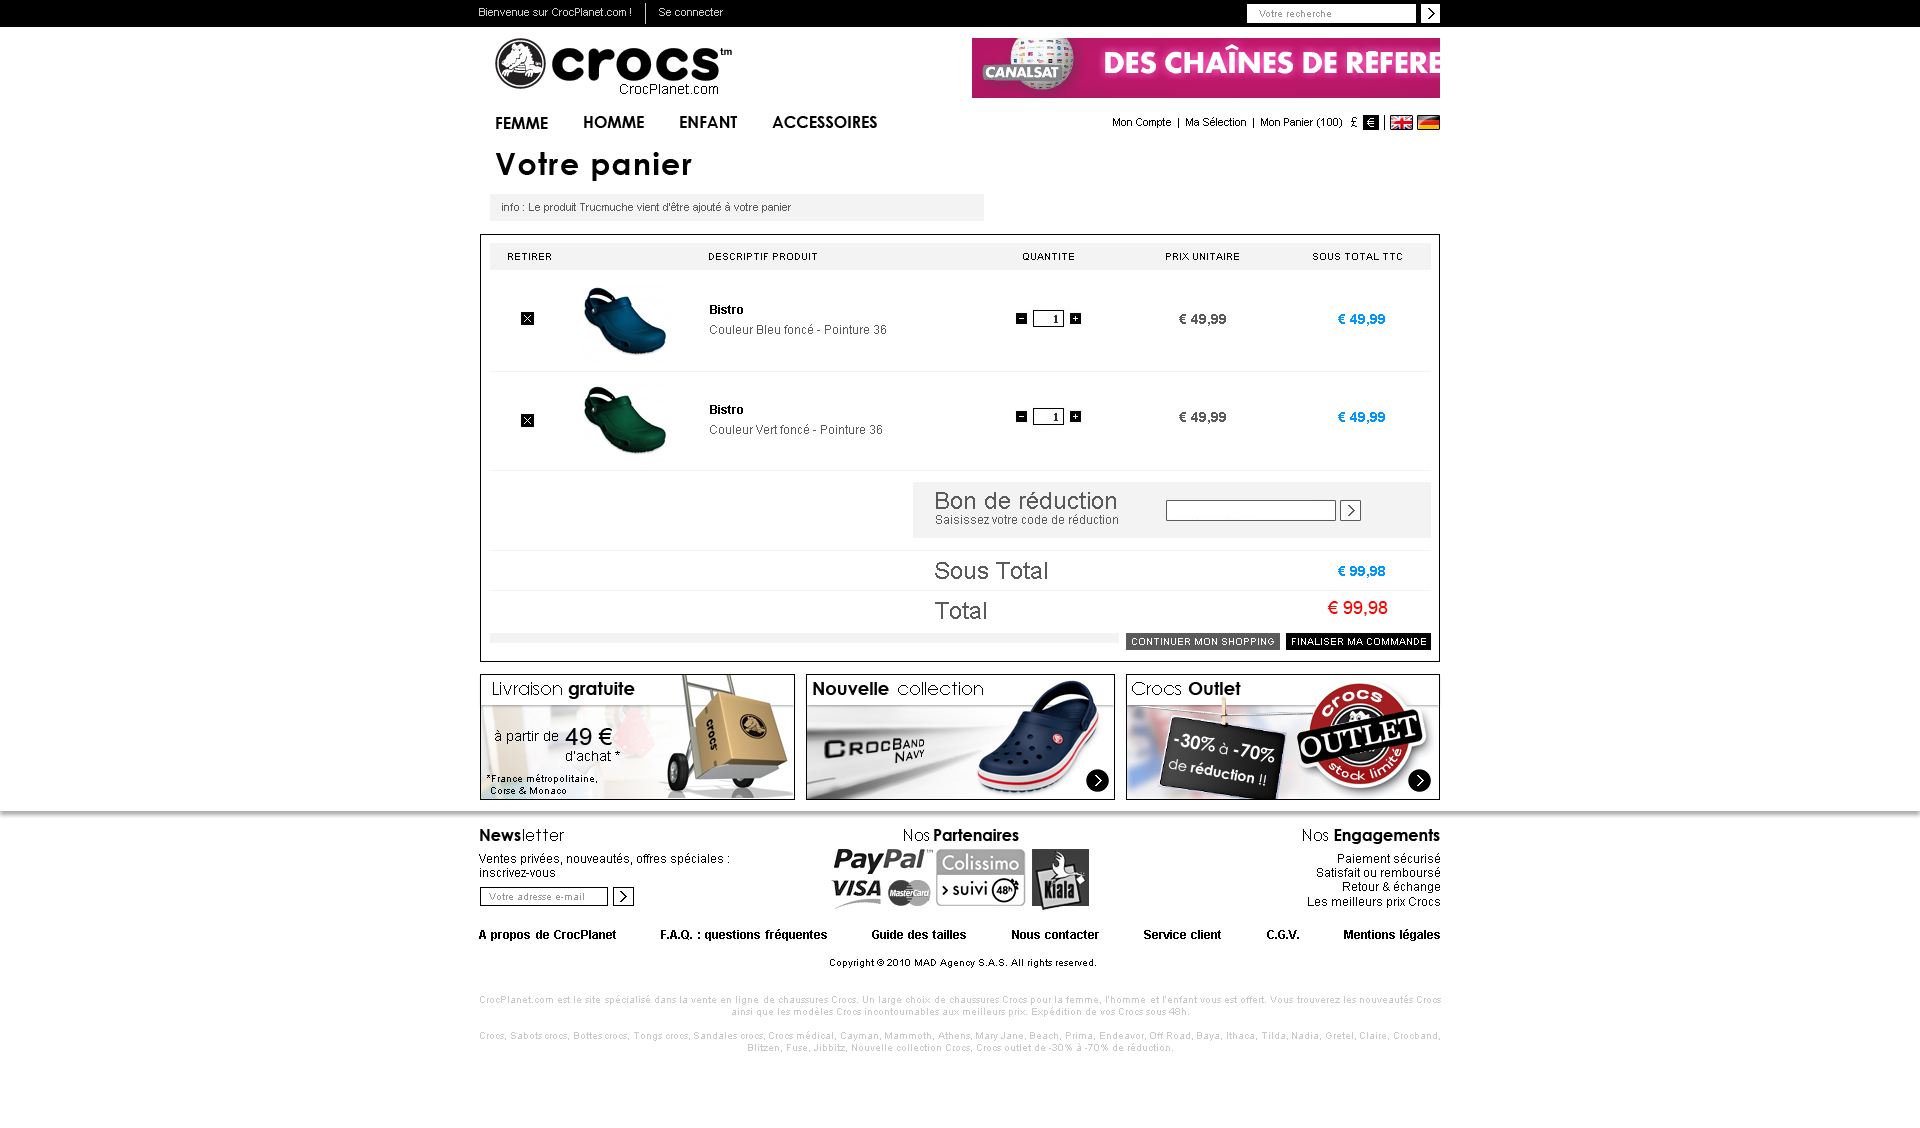 Bienvenue sur CrocPlanet.com !
Se connecter
Votre recherche
crocs™
CrocPlanet.com
CANALSAT
DES CHAÎNES DE RÉFÉRE
FEMME
HOMME
ENFANT
ACCESSOIRES
Mon Compte | Ma Sélection | Mon Panier (100) £ € |
Votre panier
info : Le produit Trucmuche vient d'être ajouté à votre panier
RETIRER
DESCRIPTIF PRODUIT
QUANTITE
PRIX UNITAIRE
SOUS TOTAL TTC
Bistro
Couleur Bleu foncé - Pointure 36
1
€ 49,99
€ 49,99
Bistro
Couleur Vert foncé - Pointure 36
1
€ 49,99
€ 49,99
Bon de réduction
Saisissez votre code de réduction
Sous Total
€ 99,98
Total
€ 99,98
CONTINUER MON SHOPPING
FINALISER MA COMMANDE
Livraison gratuite
à partir de 49 €
d'achat *
*France métropolitaine,
Corse & Monaco
crocs
Nouvelle collection
CROCBAND
NAVY
Crocs Outlet
-30% à -70%
de réduction !!
crocs
OUTLET
stock limité
Newsletter
Ventes privées, nouveautés, offres spéciales :
inscrivez-vous
Votre adresse e-mail
Nos Partenaires
PayPal™
VISA
MasterCard
Colissimo
suivi 48h
Kiala
Nos Engagements
Paiement sécurisé
Satisfait ou remboursé
Retour & échange
Les meilleurs prix Crocs
A propos de CrocPlanet
F.A.Q. : questions fréquentes
Guide des tailles
Nous contacter
Service client
C.G.V.
Mentions légales
Copyright © 2010 MAD Agency S.A.S. All rights reserved.
CrocPlanet.com est le site spécialisé dans la vente en ligne de chaussures Crocs. Un large choix de chaussures Crocs pour la femme, l'homme et l'enfant vous est offert. Vous trouverez les nouveautés Crocs
ainsi que les modèles Crocs incontournables aux meilleurs prix. Expédition de vos Crocs sous 48h.
Crocs, Sabots crocs, Bottes crocs, Tongs crocs, Sandales crocs, Crocs médical, Cayman, Mammoth, Athens, Mary Jane, Beach, Prima, Endeavor, Off Road, Baya, Ithaca, Tilda, Nadia, Gretel, Claire, Crocband,
Blitzen, Fuse, Jibbitz, Nouvelle collection Crocs, Crocs outlet de -30% à -70% de réduction.